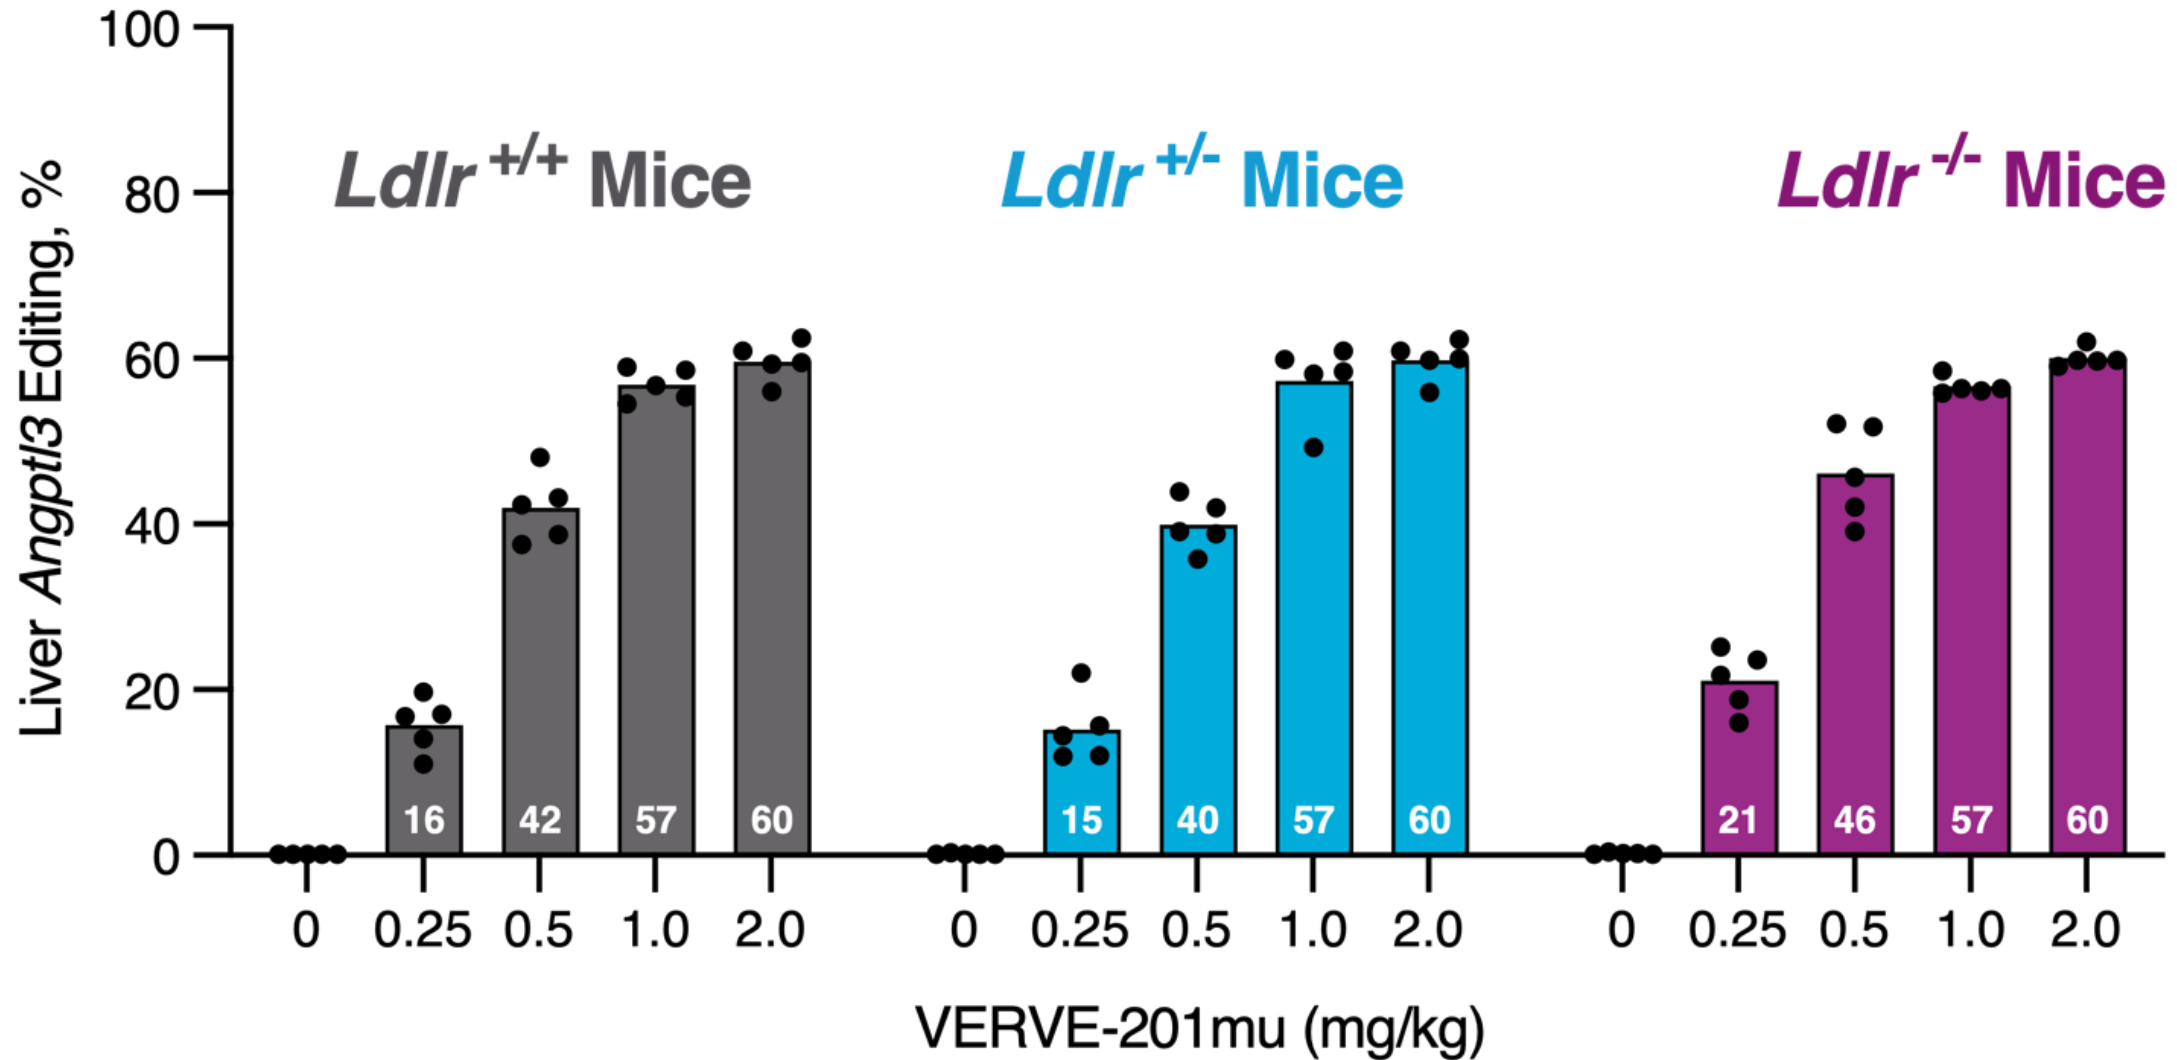 100
80
60
40
20
0
Liver Angptl3 Editing, %
Ldlr +/+ Mice
Ldlr +/- Mice
Ldlr -/- Mice
16 42 57 60 15 40 57 60 21 46 57 60
0 0.25 0.5 1.0 2.0 0 0.25 0.5 1.0 2.0 0 0.25 0.5 1.0 2.0
VERVE-201mu (mg/kg)